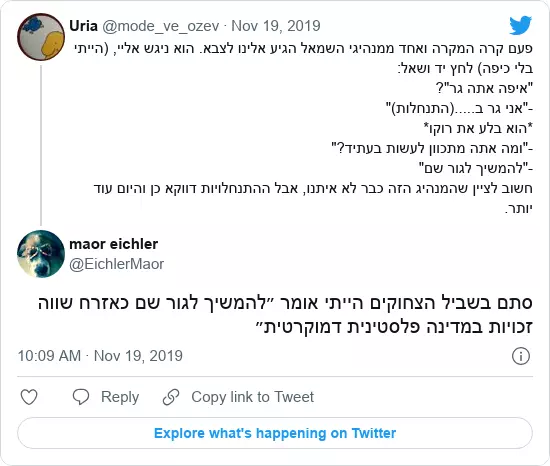 Uria @mode_ve_ozev · Nov 19, 2019
פעם קרה המקרה ואחד ממנהיגי השמאל הגיע אלינו לצבא. הוא ניגש אליי, (הייתי
בלי כיפה) לחץ יד ושאל:
"איפה אתה גר"?
-"אני גר ב.....(התנחלות)"
*הוא בלע את רוקו*
-"ומה אתה מתכוון לעשות בעתיד?"
-"להמשיך לגור שם"
חשוב לציין שהמנהיג הזה כבר לא איתנו, אבל ההתנחלויות דווקא כן והיום עוד
יותר.
maor eichler
@EichlerMaor
סתם בשביל הצחוקים הייתי אומר ״להמשיך לגור שם כאזרח שווה
זכויות במדינה פלסטינית דמוקרטית״
10:09 AM · Nov 19, 2019
Reply
Copy link to Tweet
Explore what's happening on Twitter